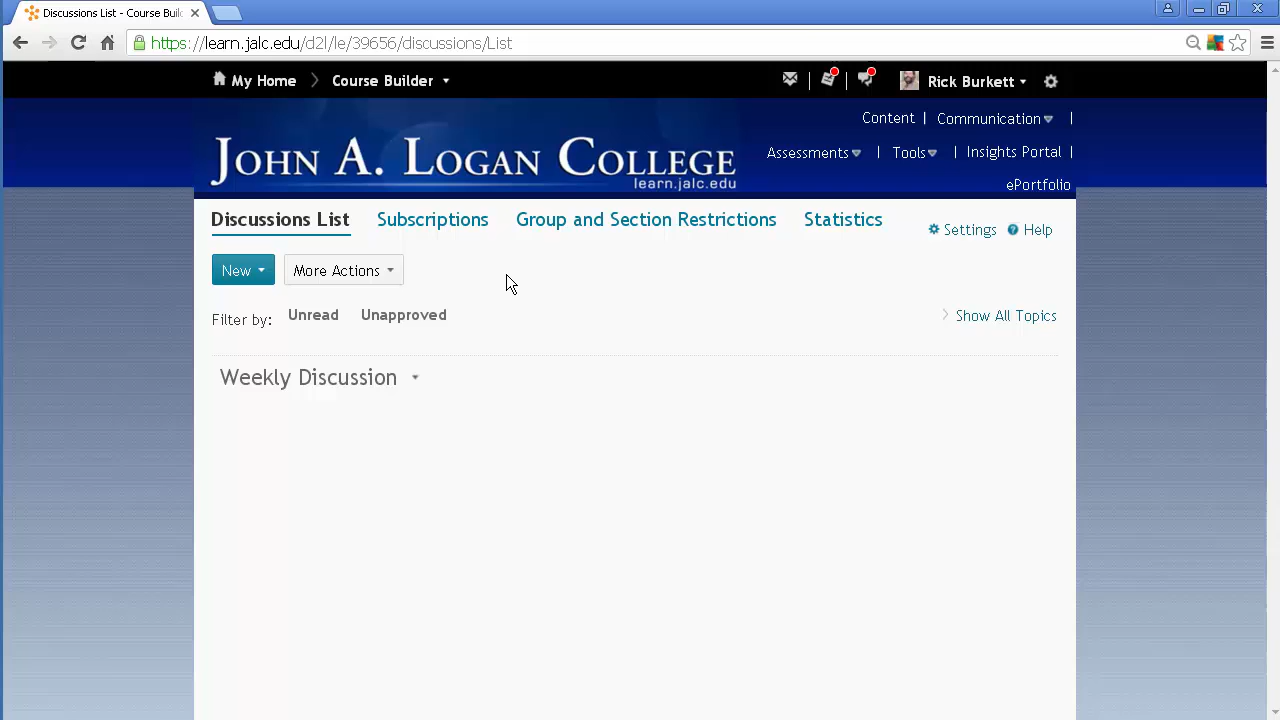 Discussions List - Course Build
https://learn.jalc.edu/d2l/le/39656/discussions/List
My Home Course Builder Rick Burkett
Content | Communication |
JOHN A. LOGAN COLLEGE
learn.jalc.edu
Assessments | Tools | Insights Portal |
ePortfolio
Discussions List Subscriptions Group and Section Restrictions Statistics
Settings Help
New More Actions
Filter by: Unread Unapproved Show All Topics
Weekly Discussion